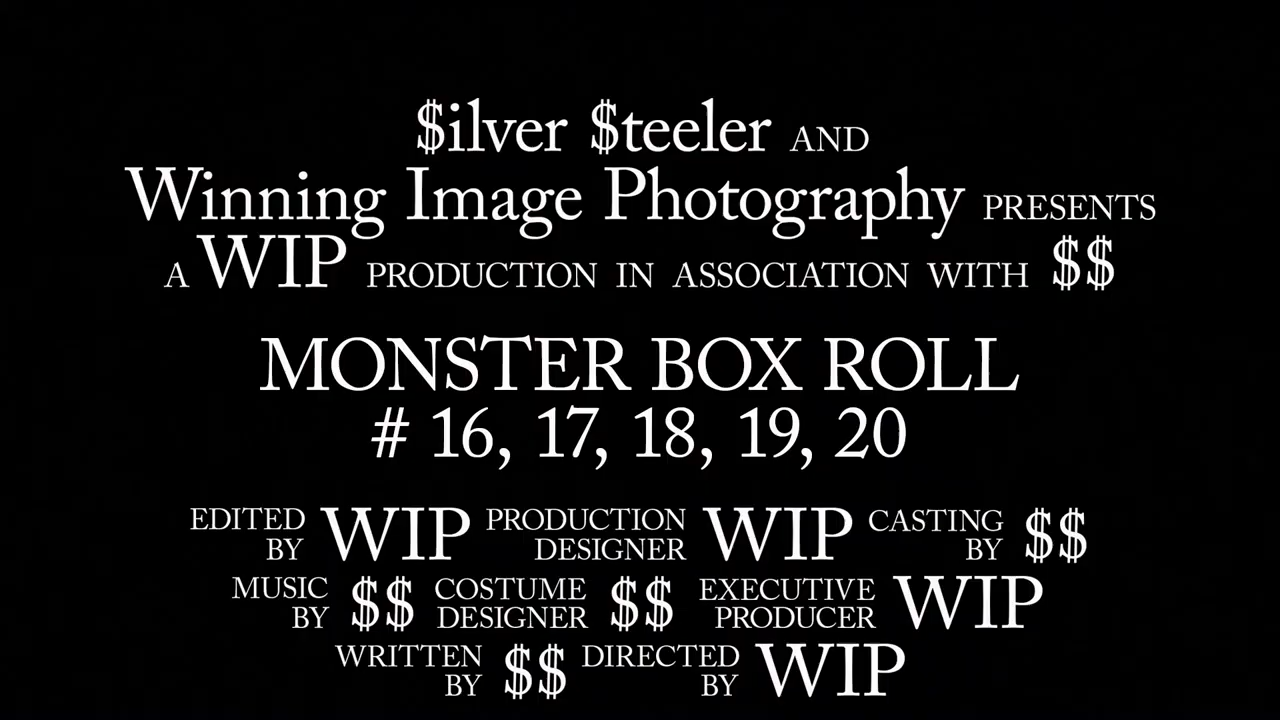 $ilver $teeler AND
Winning Image Photography PRESENTS
A WIP PRODUCTION IN ASSOCIATION WITH $$
MONSTER BOX ROLL
# 16, 17, 18, 19, 20
EDITED BY WIP PRODUCTION DESIGNER WIP CASTING BY $$
MUSIC BY $$ COSTUME DESIGNER $$ EXECUTIVE PRODUCER WIP
WRITTEN BY $$ DIRECTED BY WIP